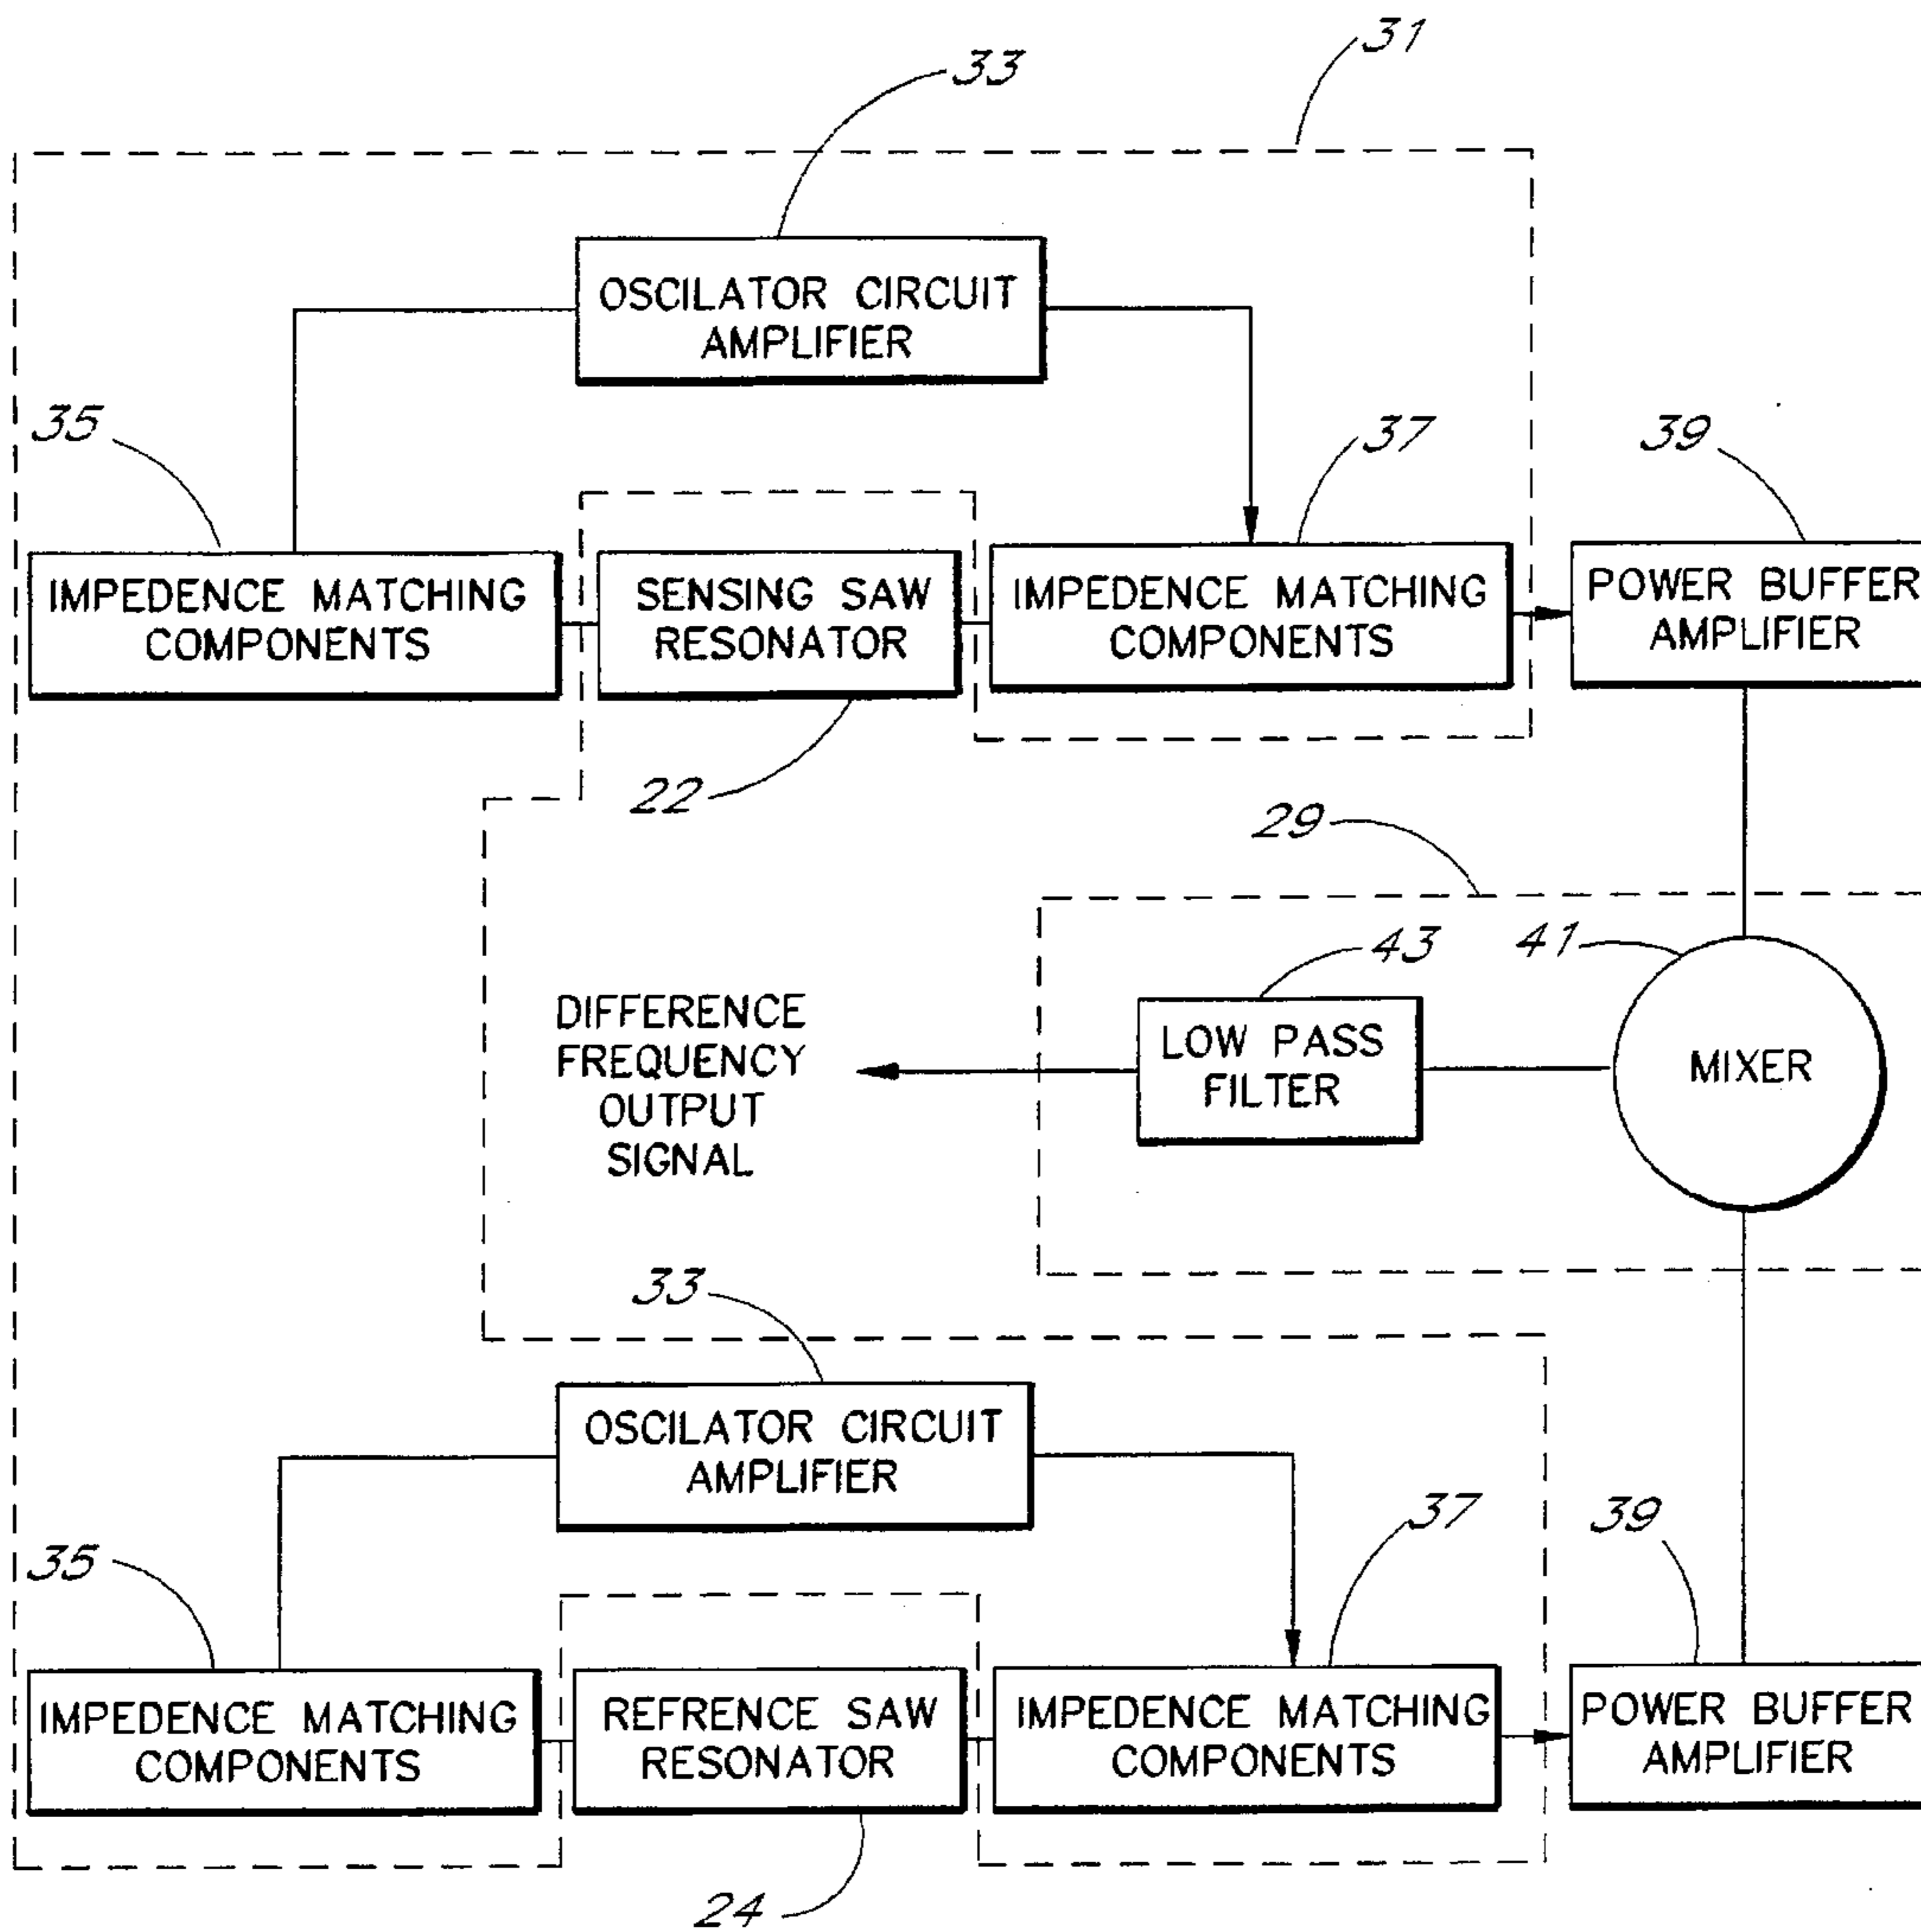 31
33
OSCILATOR CIRCUIT
AMPLIFIER
35
37
39
IMPEDENCE MATCHING
COMPONENTS
SENSING SAW
RESONATOR
IMPEDENCE MATCHING
COMPONENTS
POWER BUFFER
AMPLIFIER
22
29
43
41
DIFFERENCE
FREQUENCY
OUTPUT
SIGNAL
LOW PASS
FILTER
MIXER
33
OSCILATOR CIRCUIT
AMPLIFIER
35
37
39
IMPEDENCE MATCHING
COMPONENTS
REFRENCE SAW
RESONATOR
IMPEDENCE MATCHING
COMPONENTS
POWER BUFFER
AMPLIFIER
24